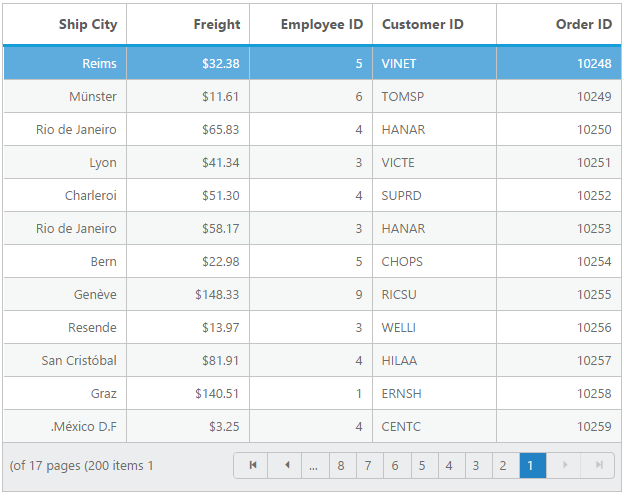 Ship City Freight Employee ID Customer ID Order ID
Reims $32.38 5 VINET 10248
Münster $11.61 6 TOMSP 10249
Rio de Janeiro $65.83 4 HANAR 10250
Lyon $41.34 3 VICTE 10251
Charleroi $51.30 4 SUPRD 10252
Rio de Janeiro $58.17 3 HANAR 10253
Bern $22.98 5 CHOPS 10254
Genève $148.33 9 RICSU 10255
Resende $13.97 3 WELLI 10256
San Cristóbal $81.91 4 HILAA 10257
Graz $140.51 1 ERNSH 10258
.México D.F $3.25 4 CENTC 10259
(of 17 pages (200 items 1 ... 8 7 6 5 4 3 2 1